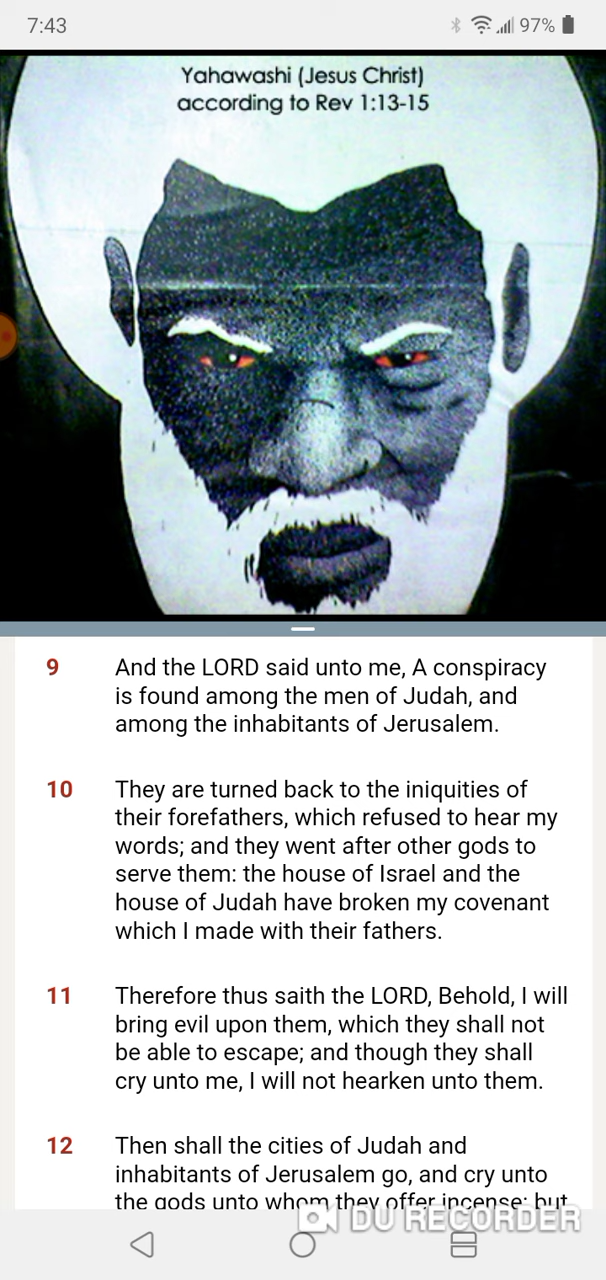 7:43 97%
Yahawashi (Jesus Christ)
according to Rev 1:13-15
9 And the LORD said unto me, A conspiracy
is found among the men of Judah, and
among the inhabitants of Jerusalem.
10 They are turned back to the iniquities of
their forefathers, which refused to hear my
words; and they went after other gods to
serve them: the house of Israel and the
house of Judah have broken my covenant
which I made with their fathers.
11 Therefore thus saith the LORD, Behold, I will
bring evil upon them, which they shall not
be able to escape; and though they shall
cry unto me, I will not hearken unto them.
12 Then shall the cities of Judah and
inhabitants of Jerusalem go, and cry unto
the gods unto whom they offer incense: but
DU RECORDER